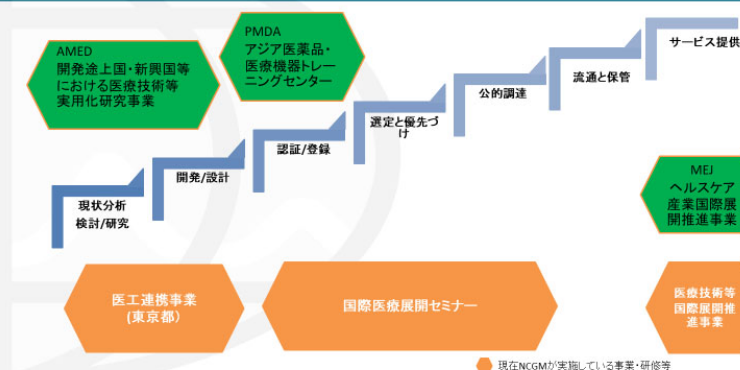 AMED
開発途上国・新興国等
における医療技術等
実用化研究事業
PMDA
アジア医薬品・
医療機器トレー
ニングセンター
サービス提供
流通と保管
公的調達
選定と優先づ
け
認証/登録
開発/設計
現状分析
検討/研究
MEJ
ヘルスケア
産業国際展
開推進事業
医工連携事業
(東京都)
国際医療展開セミナー
医療技術等
国際展開推
進事業
現在NCGMが実施している事業・研修等